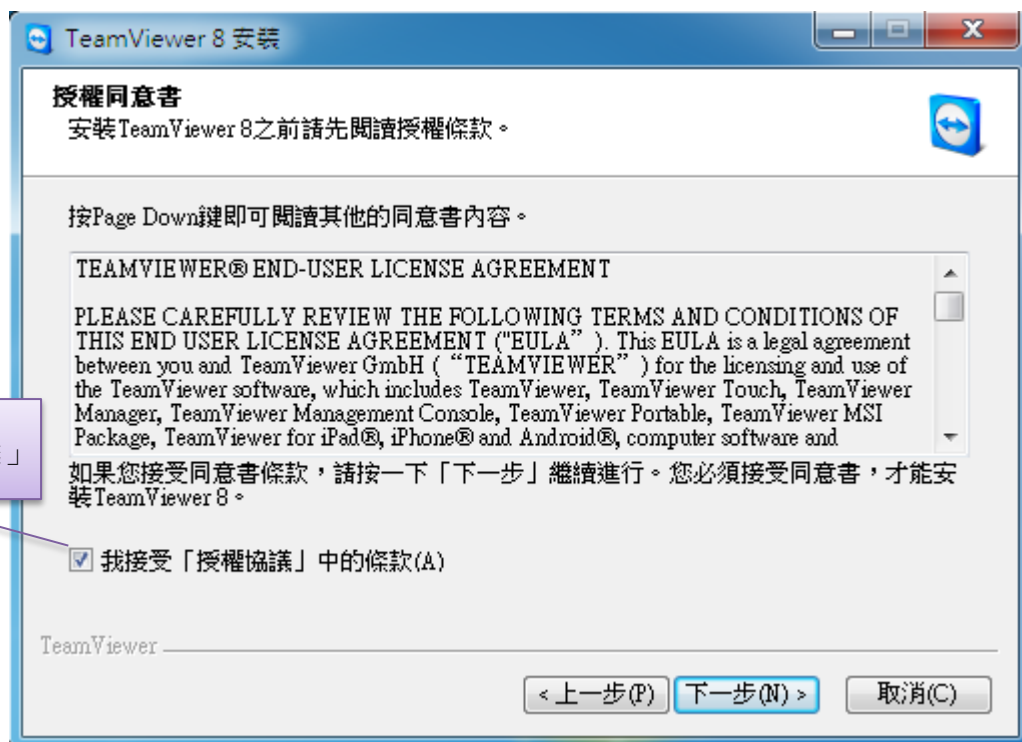 TeamViewer 8 安裝
授權同意書
安裝TeamViewer 8之前請先閱讀授權條款。
按Page Down鍵即可閱讀其他的同意書內容。
TEAMVIEWER® END-USER LICENSE AGREEMENT
PLEASE CAREFULLY REVIEW THE FOLLOWING TERMS AND CONDITIONS OF
THIS END USER LICENSE AGREEMENT ("EULA” ). This EULA is a legal agreement
between you and TeamViewer GmbH ( “TEAMVIEWER” ) for the licensing and use of
the TeamViewer software, which includes TeamViewer, TeamViewer Touch, TeamViewer
Manager, TeamViewer Management Console, TeamViewer Portable, TeamViewer MSI
Package, TeamViewer for iPad®, iPhone® and Android®, computer software and
」
如果您接受同意書條款，請按一下「下一步」繼續進行。您必須接受同意書，才能安
裝TeamViewer 8。
我接受「授權協議」中的條款(A)
TeamViewer
< 上一步(P) 下一步(N) > 取消(C)